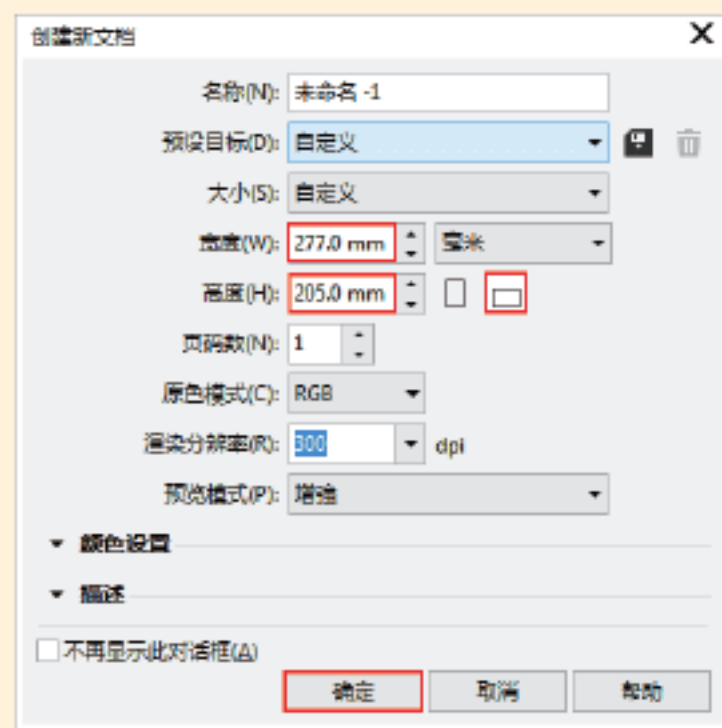 创建新文档
名称(N): 未命名 -1
预设目标(D): 自定义
大小(S): 自定义
宽度(W): 277.0 mm 毫米
高度(H): 205.0 mm
页码数(N): 1
原色模式(C): RGB
渲染分辨率(R): 300 dpi
预览模式(P): 增强
颜色设置
描述
不再显示此对话框(A)
确定 取消 帮助